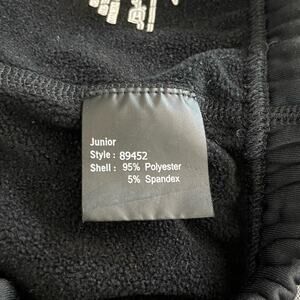 Junior
Style : 89452
Shell : 95% Polyester
5% Spandex